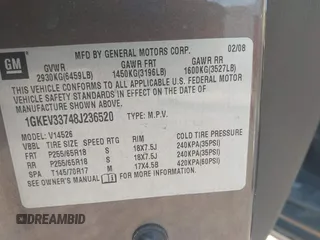 GM
MFD BY GENERAL MOTORS CORP. 02/08
GVWR GAWR FRT GAWR RR
2930KG(6459LB) 1450KG(3196LB) 1600KG(3527LB)
THIS VEHICLE CONFORMS TO ALL APPLICABLE U.S. FEDERAL
MOTOR VEHICLE SAFETY, BUMPER, AND THEFT PREVENTION
STANDARDS IN EFFECT ON THE DATE OF
MANUFACTURE SHOWN ABOVE.
1GKEV33748J236520 TYPE: M.P.V.
V14526
VBBL TIRE SIZE SPEED RTG RIM COLD TIRE PRESSURE
FRT P255/65R18 S 18X7.5J 240KPA(35PSI)
RR P255/65R18 S 18X7.5J 240KPA(35PSI)
SPA T145/70R17 M 17X4.5B 420KPA(60PSI)
SEE OWNER'S MANUAL FOR MORE INFORMATION.
DREAMBID